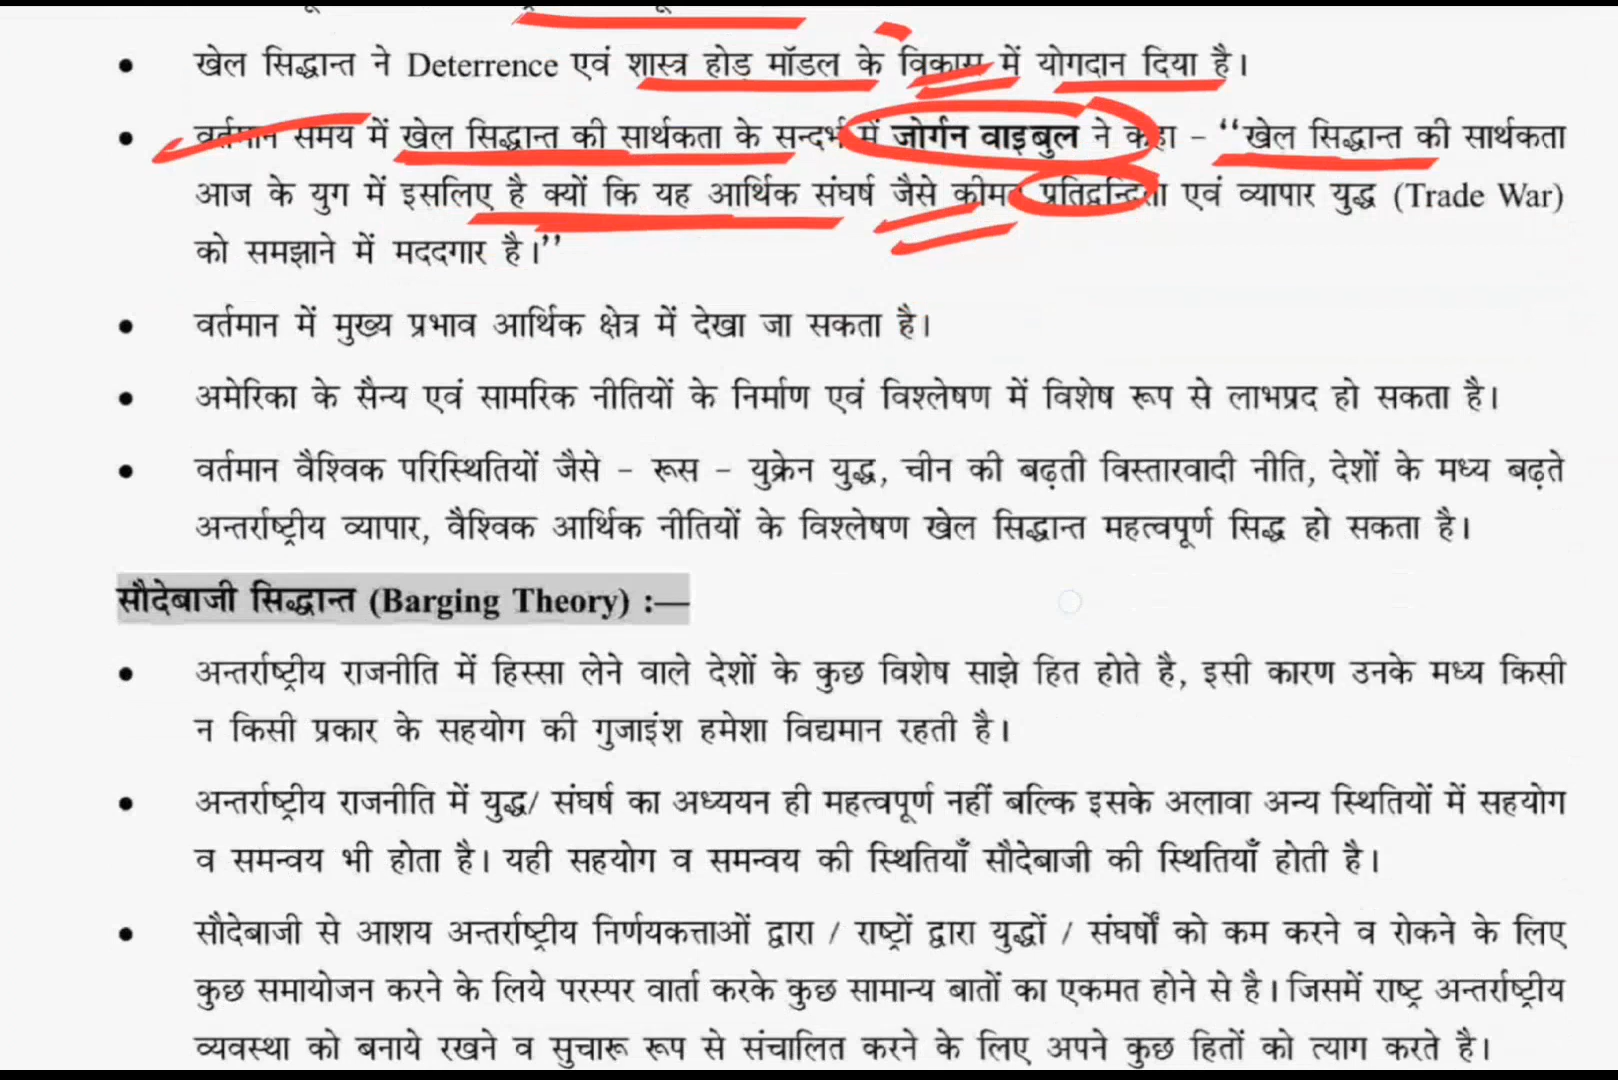 • खेल सिद्धान्त ने Deterrence एवं शास्त्र होड़ मॉडल के विकास में योगदान दिया है।
• वर्तमान समय में खेल सिद्धान्त की सार्थकता के सन्दर्भ में जोर्गन वाइबुल ने कहा – “खेल सिद्धान्त की सार्थकता
आज के युग में इसलिए है क्यों कि यह आर्थिक संघर्ष जैसे कीमत प्रतिद्वन्दिता एवं व्यापार युद्ध (Trade War)
को समझाने में मददगार है।”
• वर्तमान में मुख्य प्रभाव आर्थिक क्षेत्र में देखा जा सकता है।
• अमेरिका के सैन्य एवं सामरिक नीतियों के निर्माण एवं विश्लेषण में विशेष रूप से लाभप्रद हो सकता है।
• वर्तमान वैश्विक परिस्थितियों जैसे – रूस – युक्रेन युद्ध, चीन की बढ़ती विस्तारवादी नीति, देशों के मध्य बढ़ते
अन्तर्राष्ट्रीय व्यापार, वैश्विक आर्थिक नीतियों के विश्लेषण खेल सिद्धान्त महत्वपूर्ण सिद्ध हो सकता है।
सौदेबाजी सिद्धान्त (Barging Theory) :—
• अन्तर्राष्ट्रीय राजनीति में हिस्सा लेने वाले देशों के कुछ विशेष साझे हित होते है, इसी कारण उनके मध्य किसी
न किसी प्रकार के सहयोग की गुजाइंश हमेशा विद्यमान रहती है।
• अन्तर्राष्ट्रीय राजनीति में युद्ध/ संघर्ष का अध्ययन ही महत्वपूर्ण नहीं बल्कि इसके अलावा अन्य स्थितियों में सहयोग
व समन्वय भी होता है। यही सहयोग व समन्वय की स्थितियाँ सौदेबाजी की स्थितियाँ होती है।
• सौदेबाजी से आशय अन्तर्राष्ट्रीय निर्णयकत्ताओं द्वारा / राष्ट्रों द्वारा युद्धों / संघर्षों को कम करने व रोकने के लिए
कुछ समायोजन करने के लिये परस्पर वार्ता करके कुछ सामान्य बातों का एकमत होने से है। जिसमें राष्ट्र अन्तर्राष्ट्रीय
व्यवस्था को बनाये रखने व सुचारू रूप से संचालित करने के लिए अपने कुछ हितों को त्याग करते है।